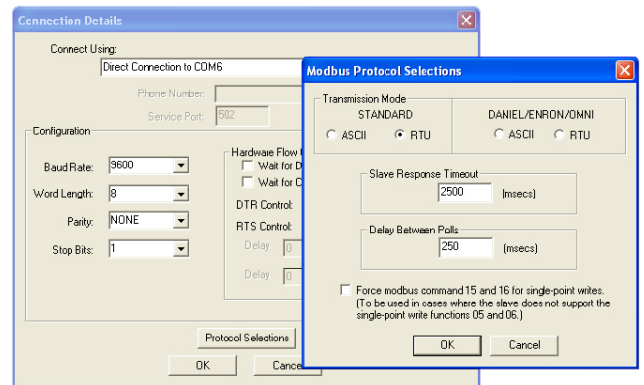 Connection Details
Connect Using:
Direct Connection to COM6
Phone Number:
Service Port: 502
Configuration
Baud Rate: 9600
Word Length: 8
Parity: NONE
Stop Bits: 1
Hardware Flow
Wait for D
Wait for C
DTR Control:
RTS Control:
Delay 0
Delay 0
Protocol Selections
OK Cance
Modbus Protocol Selections
Transmission Mode
STANDARD DANIEL/ENRON/OMNI
ASCII RTU ASCII RTU
Slave Response Timeout
2500 (msecs)
Delay Between Polls
250 (msecs)
Force modbus command 15 and 16 for single-point writes.
(To be used in cases where the slave does not support the
single-point write functions 05 and 06.)
OK Cancel